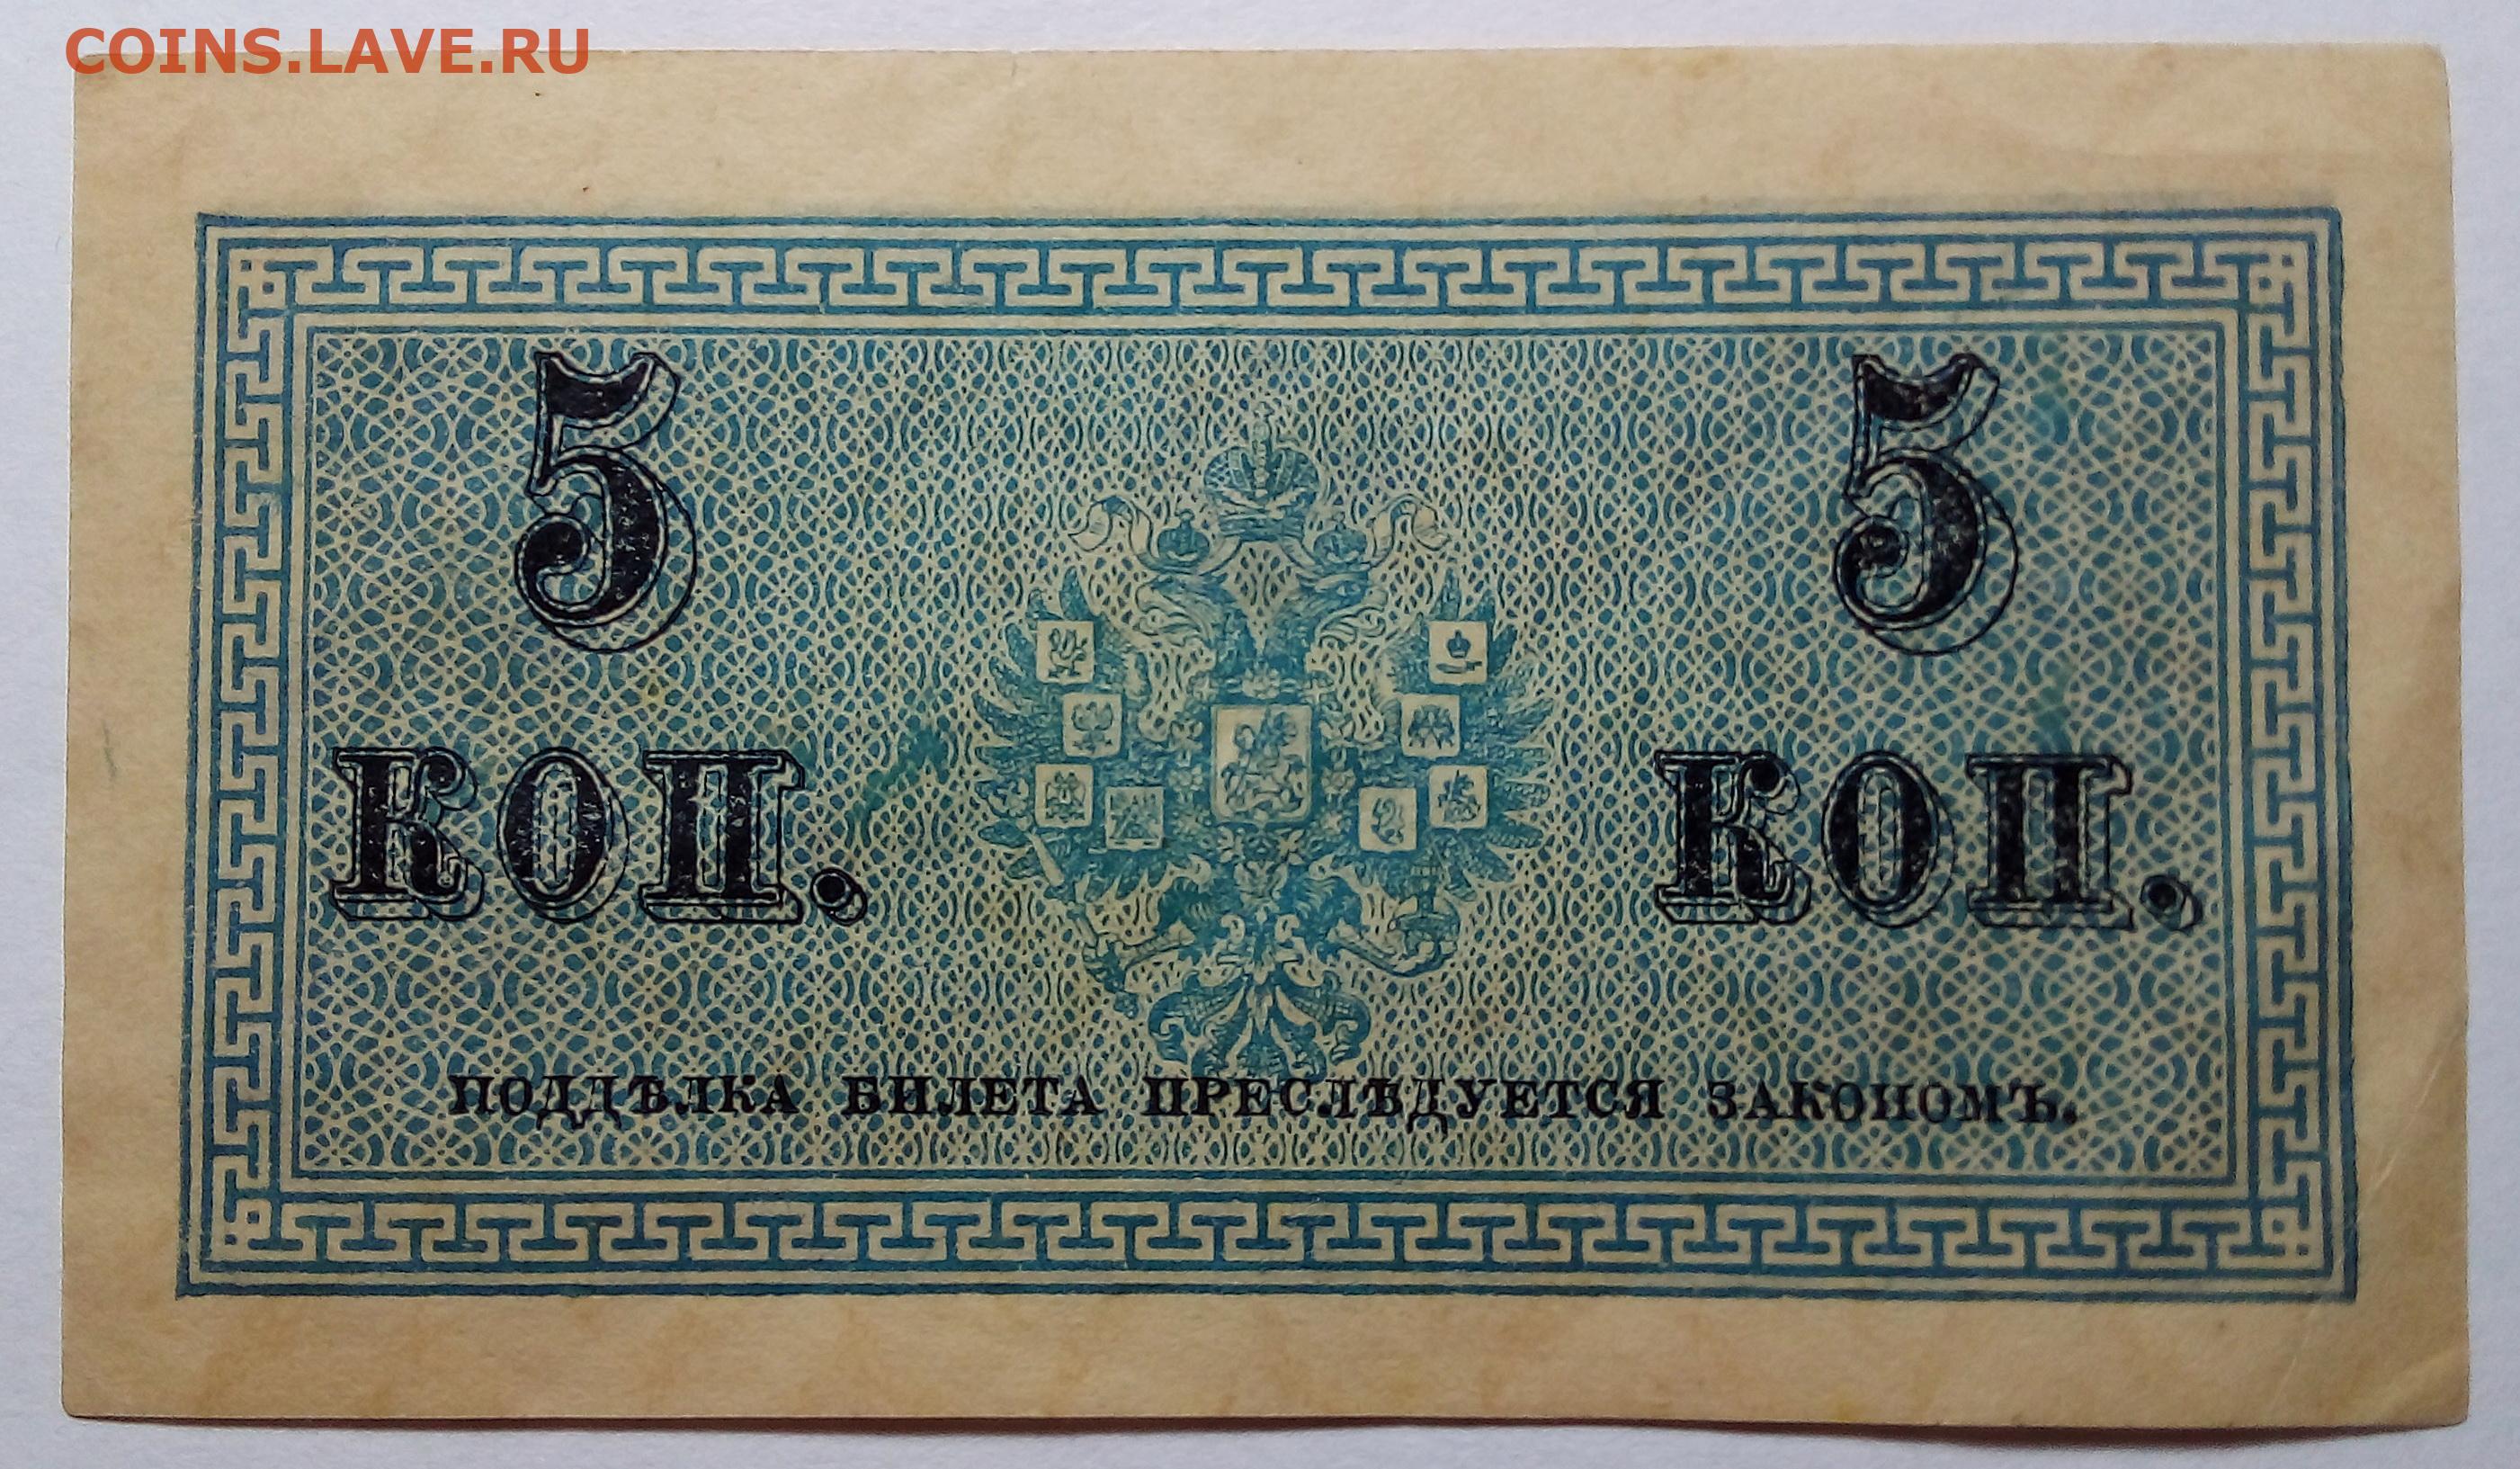 COINS.LAVE.RU
5 5
КОП. КОП.
ПОДДѢЛКА БИЛЕТА ПРЕСЛѢДУЕТСЯ ЗАКОНОМЪ.